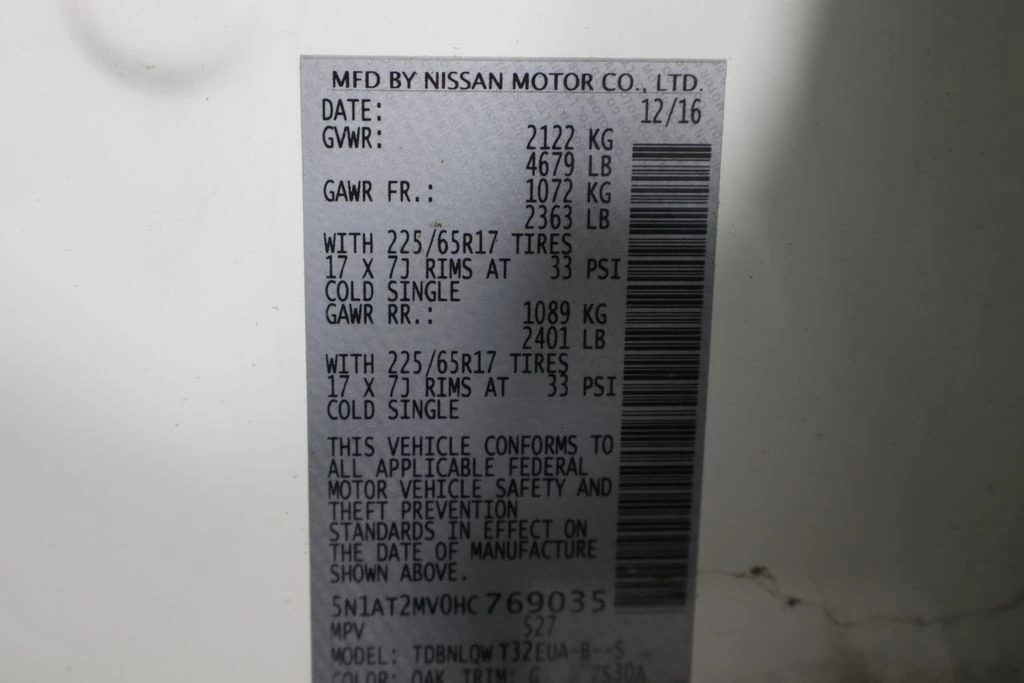 MFD BY NISSAN MOTOR CO., LTD.
DATE: 12/16
GVWR: 2122 KG
4679 LB
GAWR FR.: 1072 KG
2363 LB
WITH 225/65R17 TIRES
17 X 7J RIMS AT 33 PSI
COLD SINGLE
GAWR RR.: 1089 KG
2401 LB
WITH 225/65R17 TIRES
17 X 7J RIMS AT 33 PSI
COLD SINGLE
THIS VEHICLE CONFORMS TO
ALL APPLICABLE FEDERAL
MOTOR VEHICLE SAFETY AND
THEFT PREVENTION
STANDARDS IN EFFECT ON
THE DATE OF MANUFACTURE
SHOWN ABOVE.
5N1AT2MV0HC769035
MPV S27
MODEL: TDBNLQW T32EUA-B--S
COLOR: QAK TRIM: G